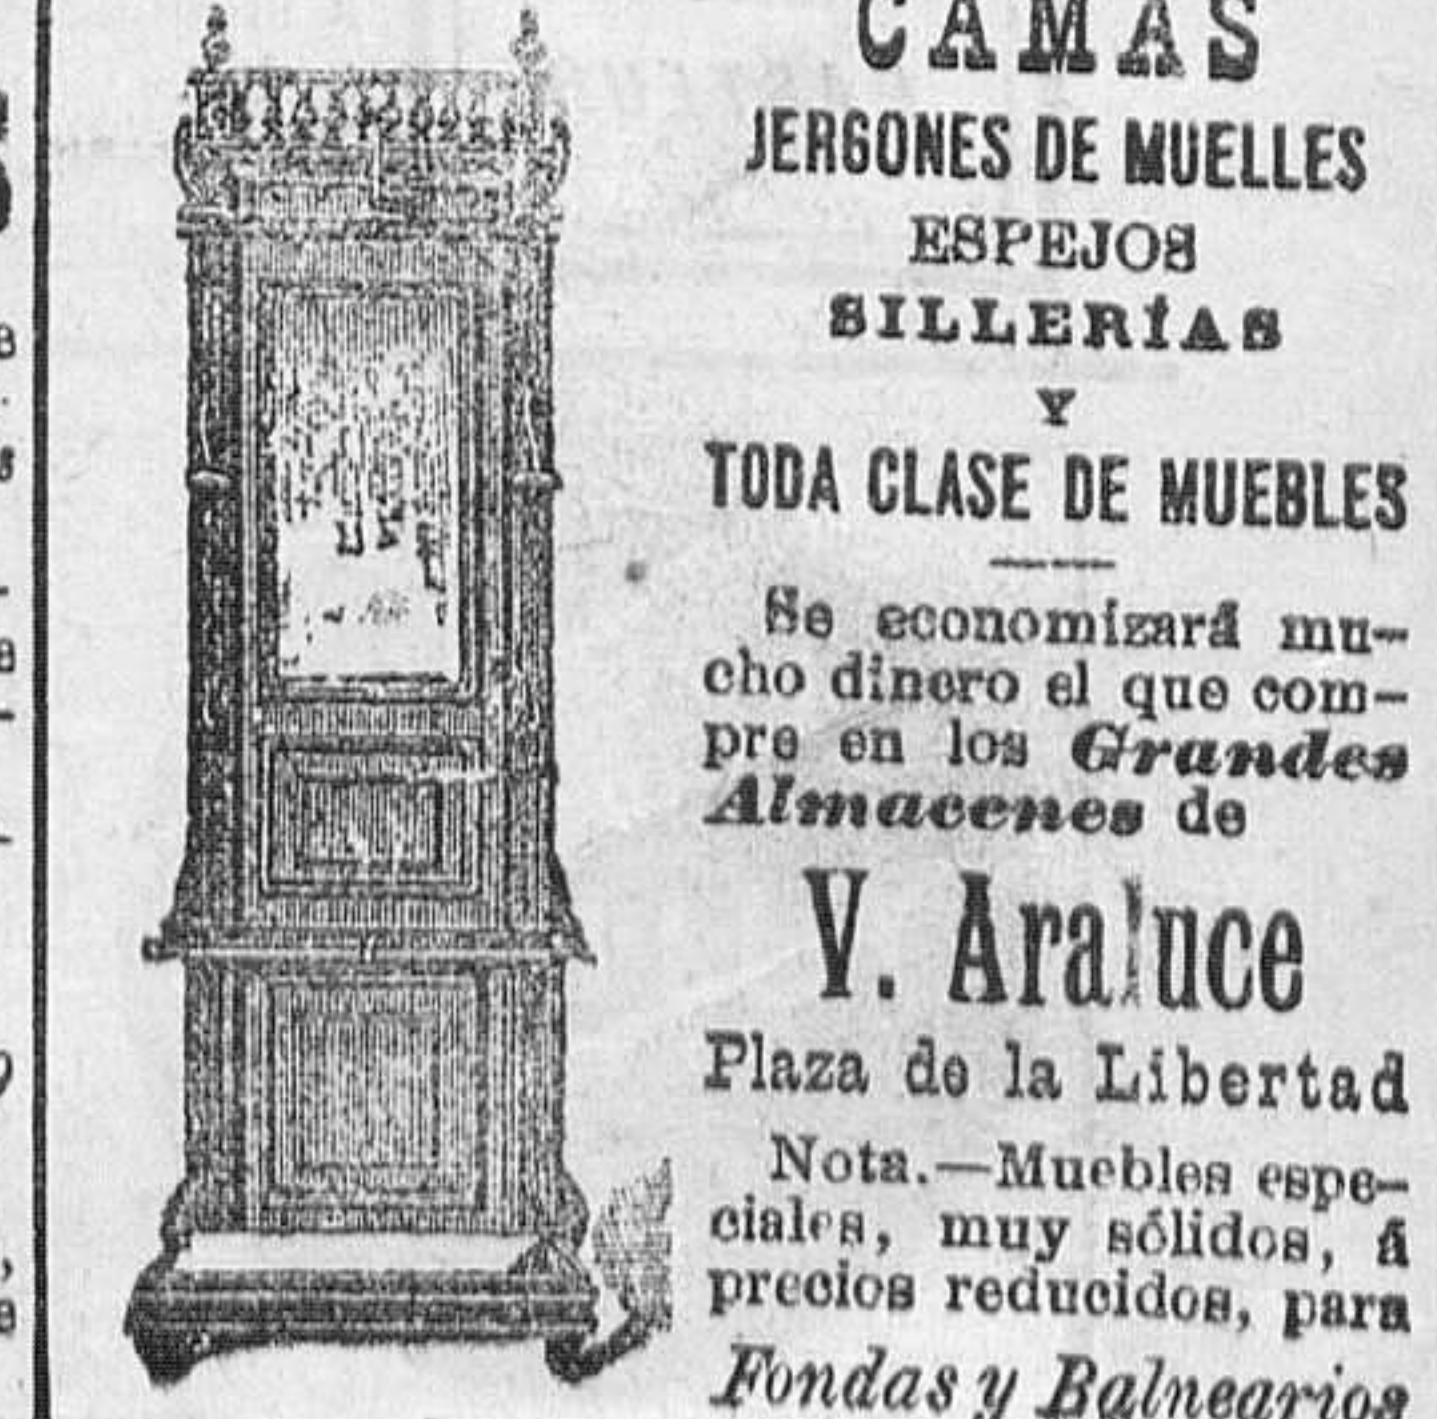 CAMAS
JERGONES DE MUELLES
ESPEJOS
SILLERÍAS
Y
TODA CLASE DE MUEBLES
Se economizará mu-
cho dinero el que com-
pre en los Grandes
Almacenes de
V. Araluce
Plaza de la Libertad
Nota.—Muebles espe-
ciales, muy sólidos, á
precios reducidos, para
Fondas y Balnearios